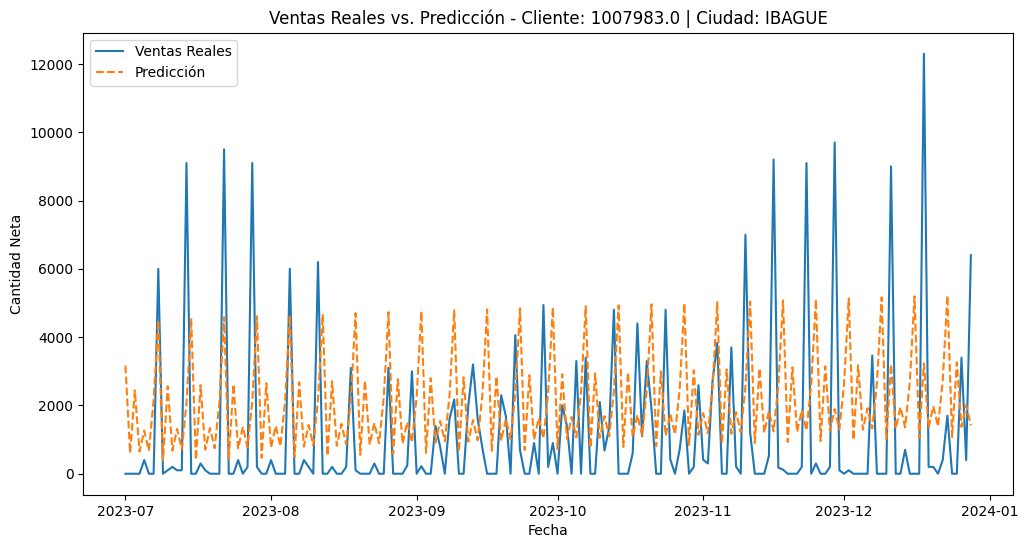 Ventas Reales vs. Predicción - Cliente: 1007983.0 | Ciudad: IBAGUE
Ventas Reales
Predicción
12000
10000
8000
6000
4000
2000
0
Cantidad Neta
2023-07
2023-08
2023-09
2023-10
2023-11
2023-12
2024-01
Fecha